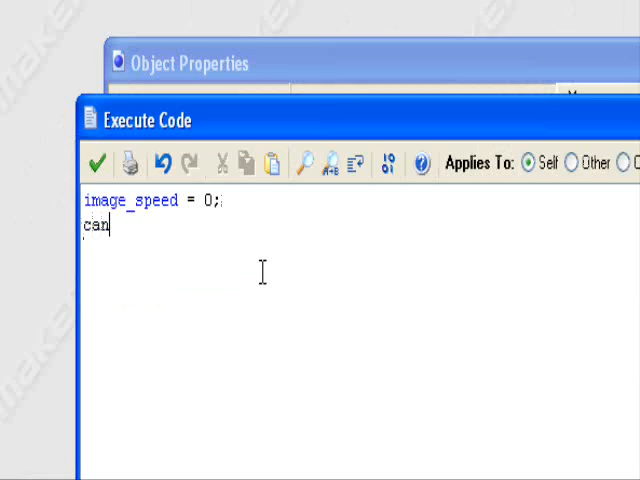 Object Properties
Execute Code
Applies To: Self Other
image_speed = 0;
can